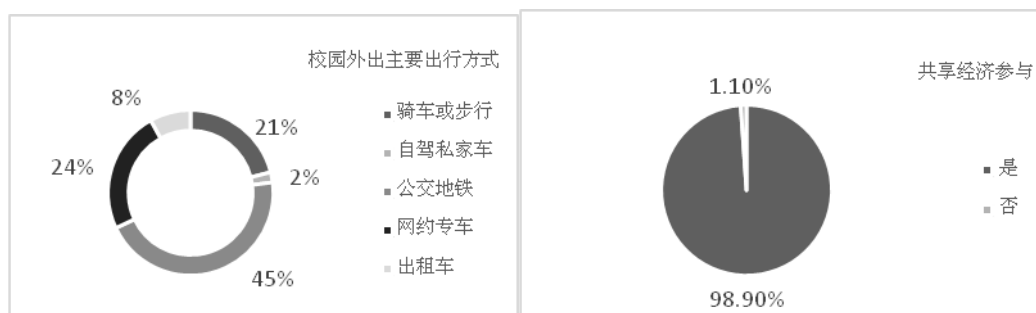 校园外出主要出行方式
8%
21%
骑车或步行
自驾私家车
24%
2%
公交地铁
网约专车
出租车
45%
共享经济参与
1.10%
是
否
98.90%